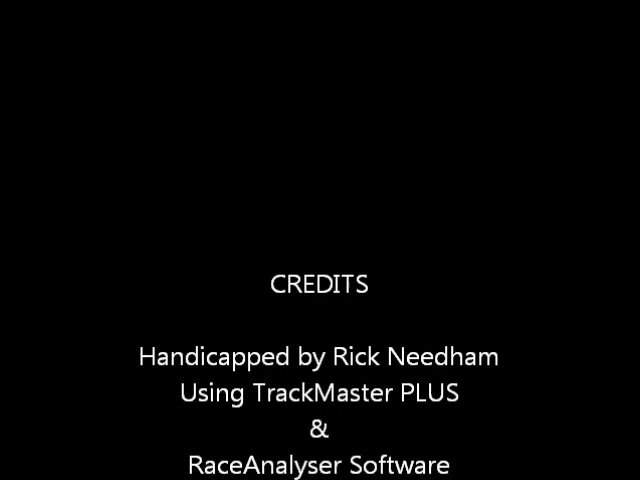 CREDITS
Handicapped by Rick Needham
Using TrackMaster PLUS
&
RaceAnalyser Software